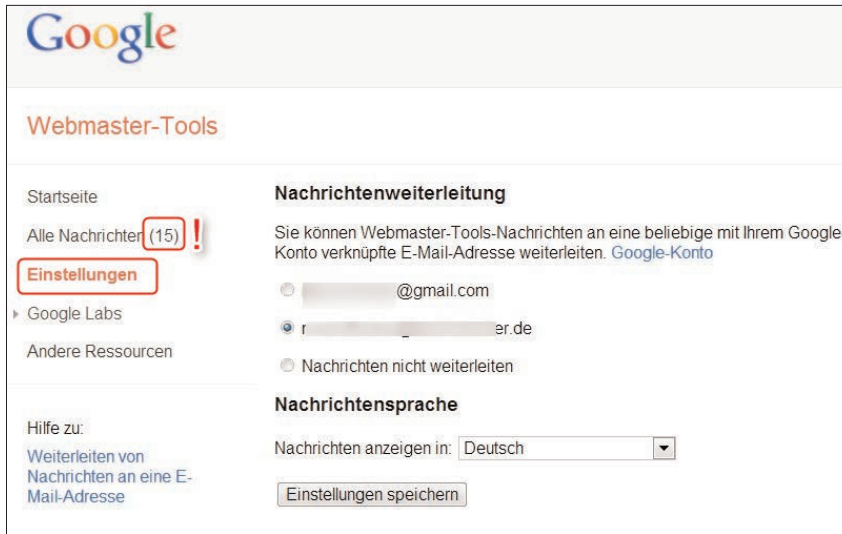 Google
Webmaster-Tools
Startseite
Alle Nachrichten (15) !
Einstellungen
Google Labs
Andere Ressourcen
Hilfe zu:
Weiterleiten von
Nachrichten an eine E-
Mail-Adresse
Nachrichtenweiterleitung
Sie können Webmaster-Tools-Nachrichten an eine beliebige mit Ihrem Google
Konto verknüpfte E-Mail-Adresse weiterleiten. Google-Konto
@gmail.com
er.de
Nachrichten nicht weiterleiten
Nachrichtensprache
Nachrichten anzeigen in: Deutsch
Einstellungen speichern